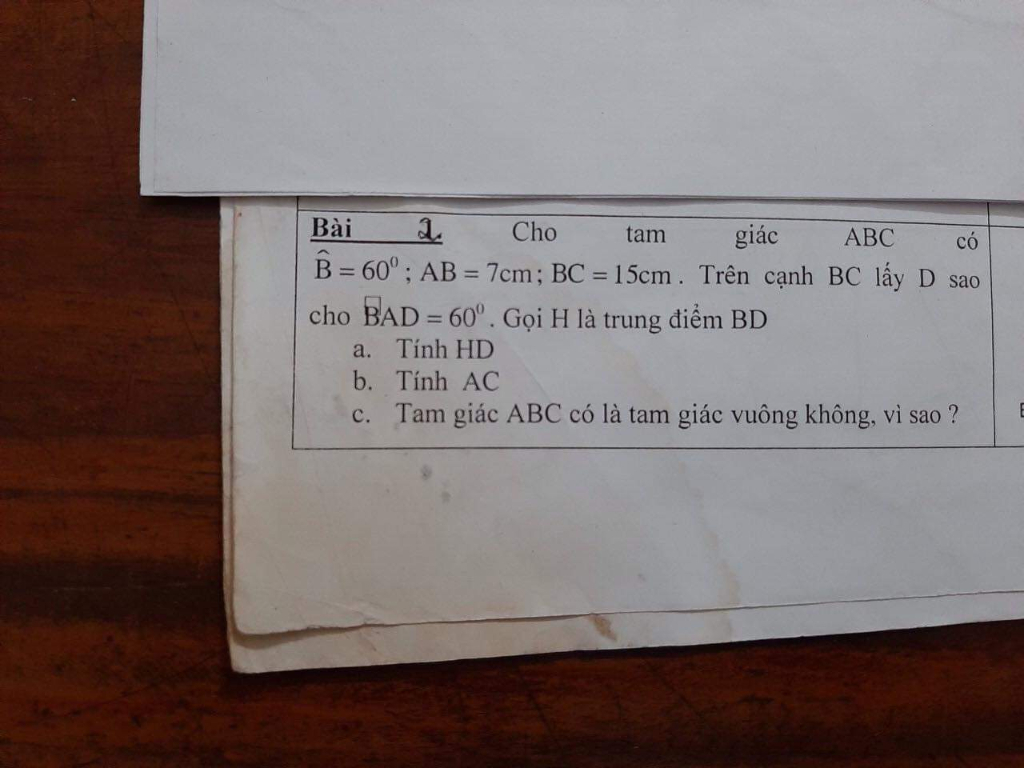 Bài 2 Cho tam giác ABC có
B̂ = 60⁰ ; AB = 7cm ; BC = 15cm . Trên cạnh BC lấy D sao
cho BAD = 60⁰ . Gọi H là trung điểm BD
a. Tính HD
b. Tính AC
c. Tam giác ABC có là tam giác vuông không, vì sao ?